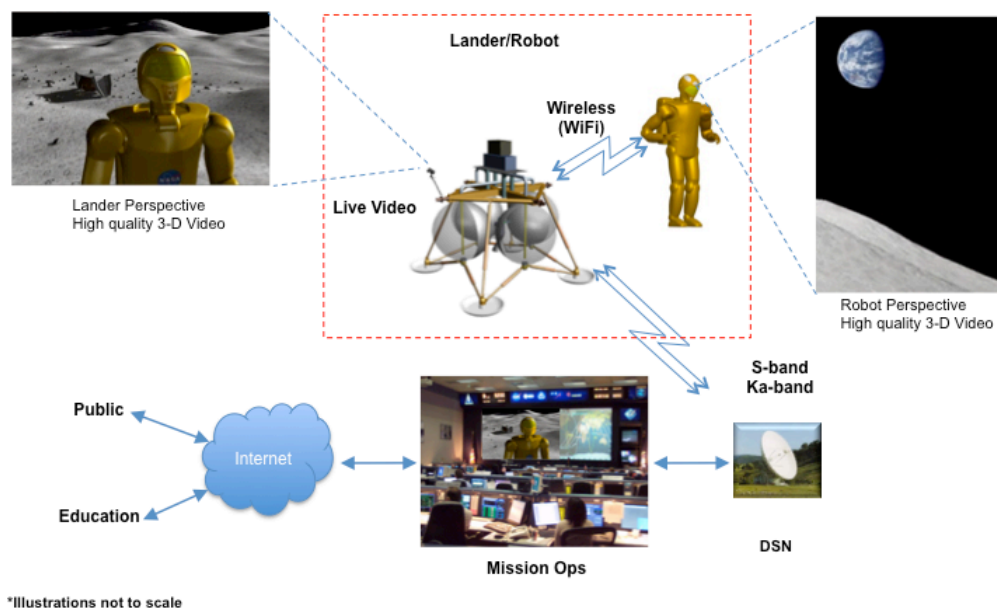 Lander/Robot
Wireless
(WiFi)
NASA
Live Video
Lander Perspective
High quality 3-D Video
Robot Perspective
High quality 3-D Video
S-band
Ka-band
Public
Internet
Education
Mission Ops
DSN
*Illustrations not to scale